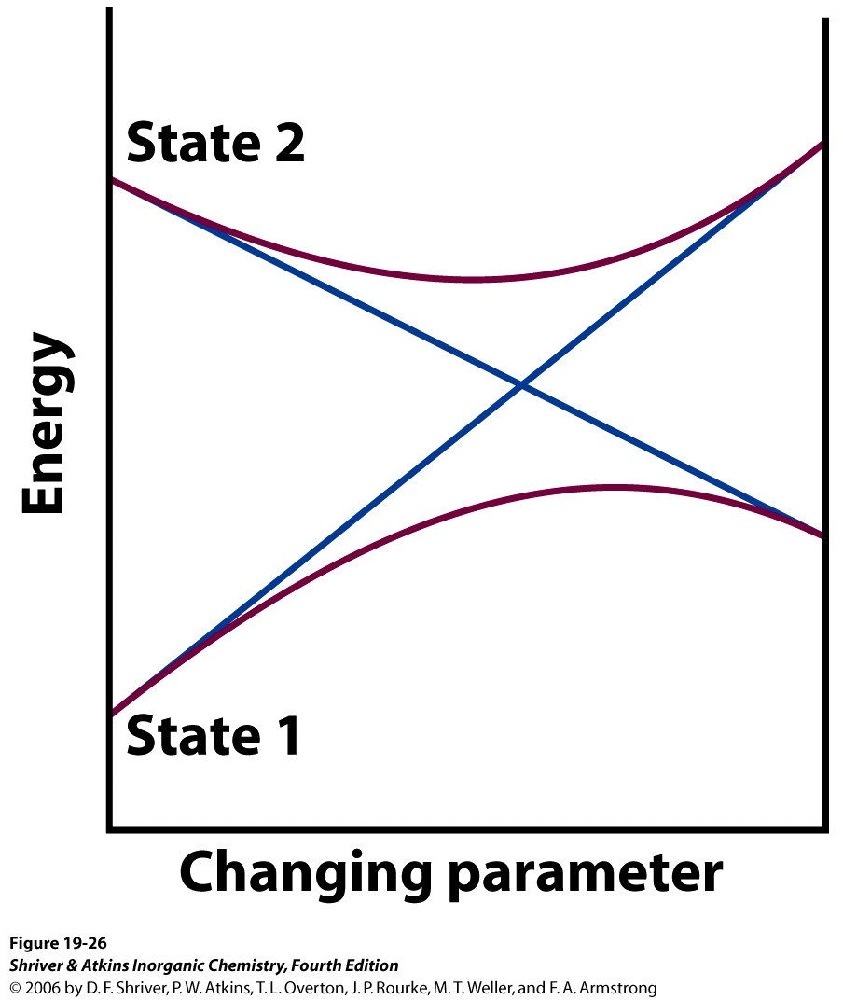 State 2
Energy
State 1
Changing parameter
Figure 19-26
Shriver & Atkins Inorganic Chemistry, Fourth Edition
© 2006 by D. F. Shriver, P. W. Atkins, T. L. Overton, J. P. Rourke, M. T. Weller, and F. A. Armstrong